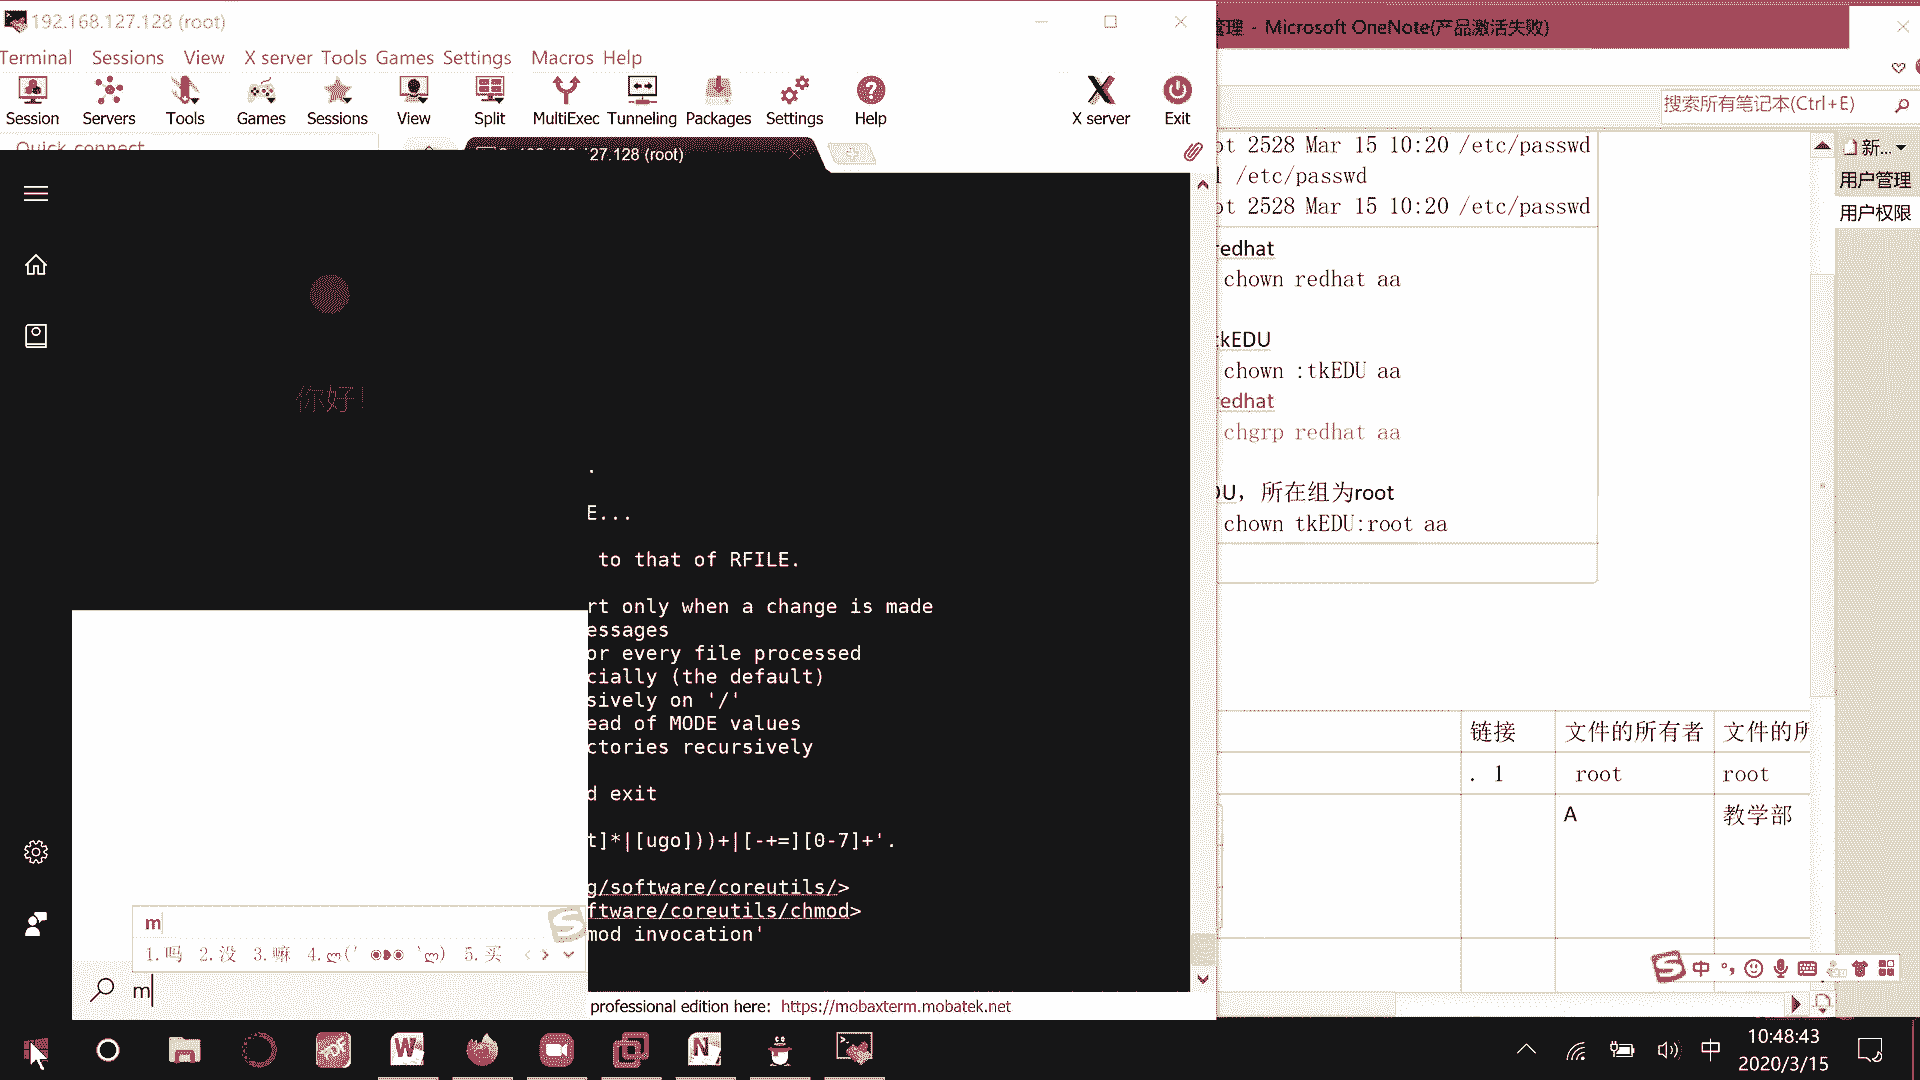 192.168.127.128 (root)
Terminal Sessions View X server Tools Games Settings Macros Help
Session Servers Tools Games Sessions View Split MultiExec Tunneling Packages Settings Help X server Exit
Quick connect
127.128 (root)
你好!
.
E...
to that of RFILE.
rt only when a change is made
essages
or every file processed
cially (the default)
sively on '/'
ead of MODE values
ctories recursively
d exit
t]*|[ugo]))+|[-+=][0-7]+'.
g/software/coreutils/>
ftware/coreutils/chmod>
mod invocation'
professional edition here: https://mobaxterm.mobatek.net
m
1.吗 2.没 3.嘛 4.ლ(′◉◗◉‵ლ) 5.买
m
管理 - Microsoft OneNote(产品激活失败)
搜索所有笔记本(Ctrl+E)
新...
用户管理
用户权限
ot 2528 Mar 15 10:20 /etc/passwd
l /etc/passwd
ot 2528 Mar 15 10:20 /etc/passwd
redhat
chown redhat aa
tkEDU
chown :tkEDU aa
redhat
chgrp redhat aa
DU，所在组为root
chown tkEDU:root aa
链接 文件的所有者 文件的所
. 1 root root
A 教学部
中
中
10:48:43
2020/3/15